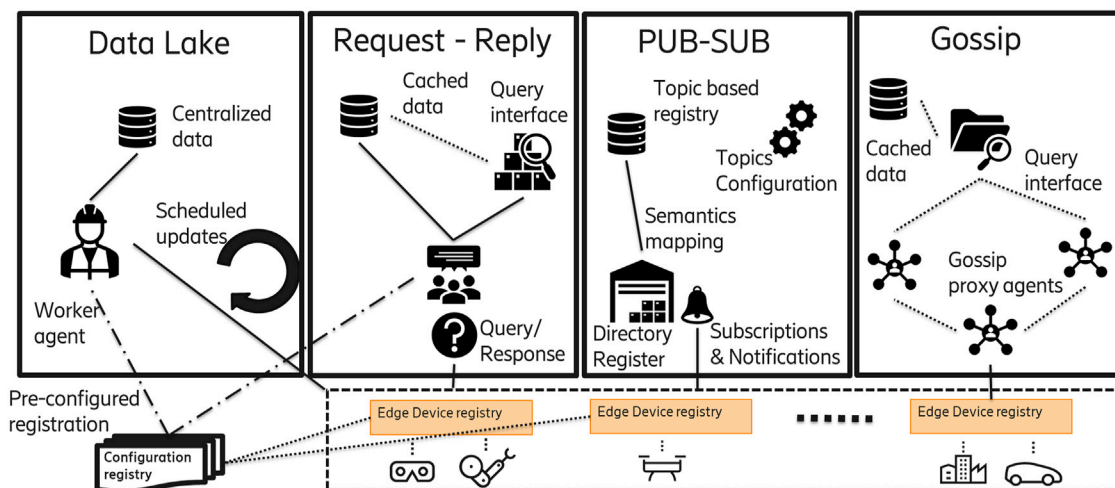 Data Lake
Centralized
data
Scheduled
updates
Worker
agent
Request - Reply
Cached
data
Query
interface
Query/
Response
PUB-SUB
Topic based
registry
Topics
Configuration
Semantics
mapping
Directory
Register
Subscriptions
& Notifications
Gossip
Cached
data
Query
interface
Gossip
proxy agents
Pre-configured
registration
Configuration
registry
Edge Device registry
Edge Device registry
Edge Device registry